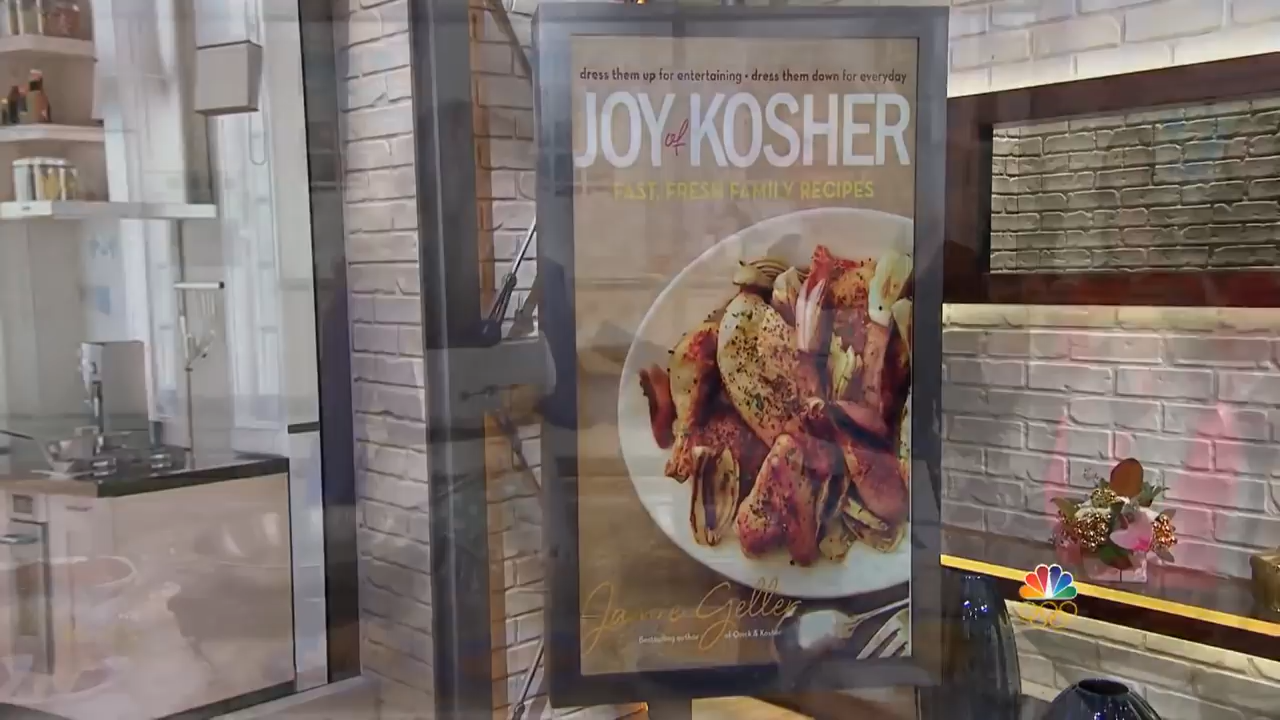 dress them up for entertaining • dress them down for everyday
JOY of KOSHER
FAST, FRESH FAMILY RECIPES
Jamie Geller
Bestselling author of Quick & Kosher